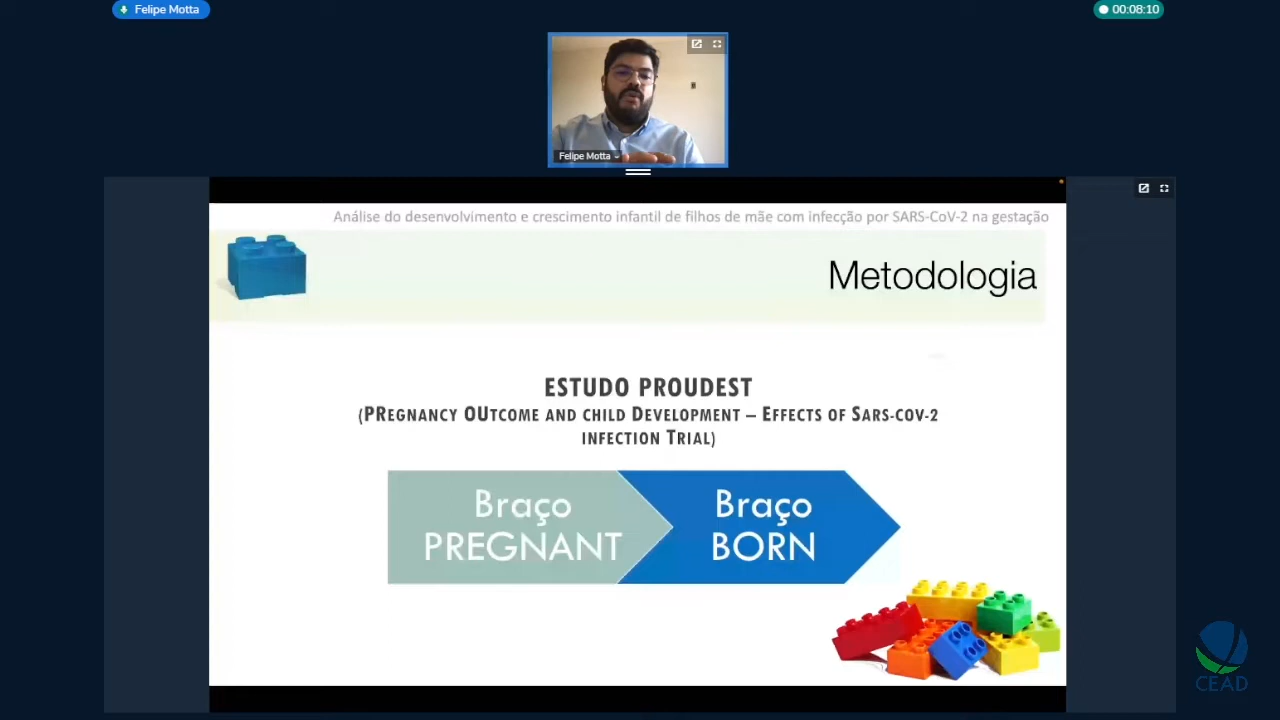 Felipe Motta
00:08:10
Felipe Motta
Análise do desenvolvimento e crescimento infantil de filhos de mãe com infecção por SARS-CoV-2 na gestação
Metodologia
ESTUDO PROUDEST
(PREGNANCY OUTCOME AND CHILD DEVELOPMENT – EFFECTS OF SARS-COV-2
INFECTION TRIAL)
Braço
PREGNANT
Braço
BORN
CEAD